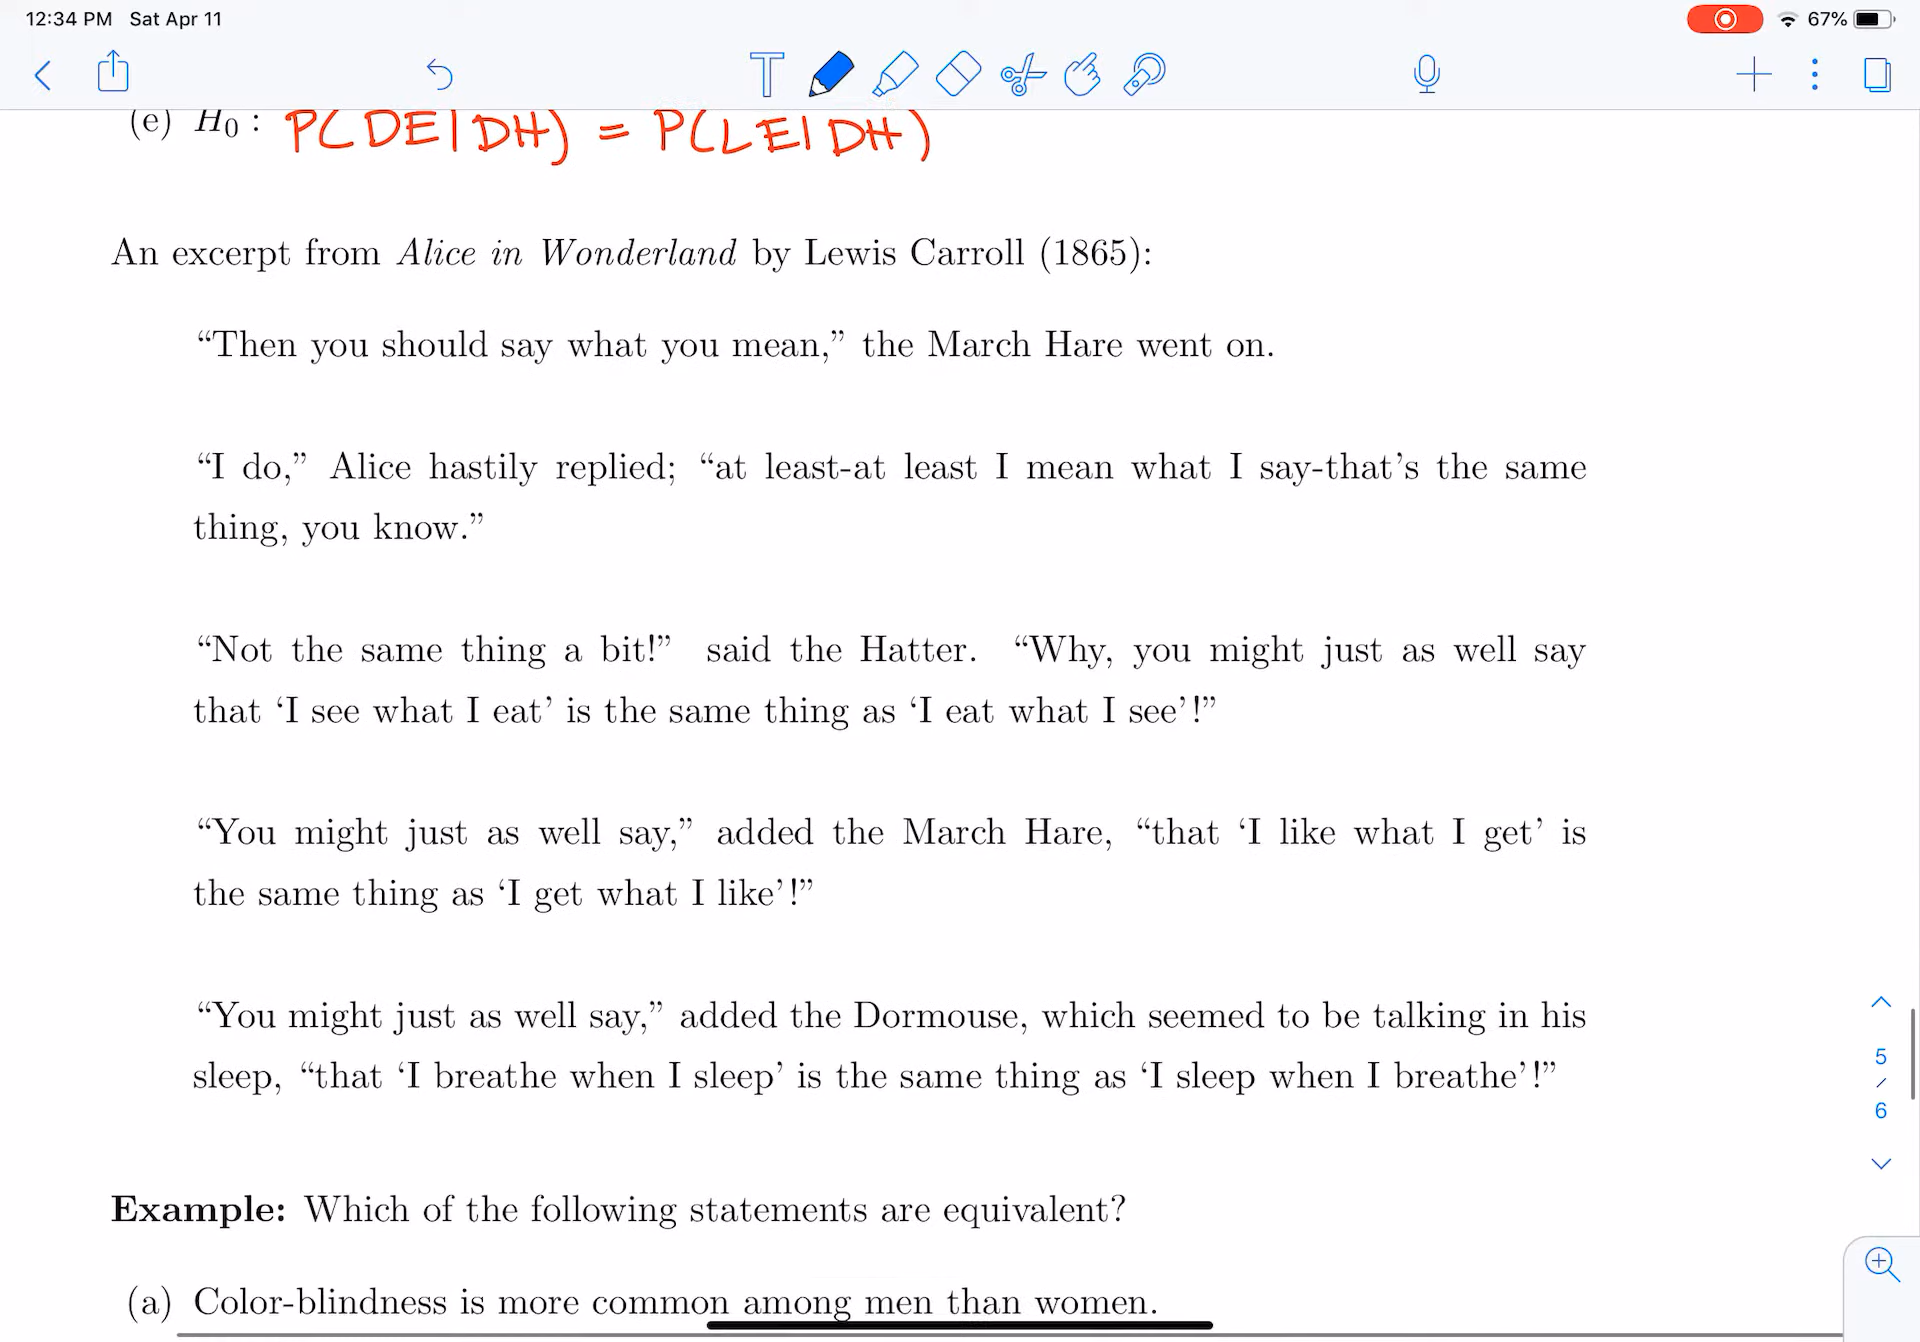 12:34 PM Sat Apr 11
67%
T
(e) H₀ : P(DE|DH) = P(LE|DH)
An excerpt from Alice in Wonderland by Lewis Carroll (1865):
“Then you should say what you mean,” the March Hare went on.
“I do,” Alice hastily replied; “at least-at least I mean what I say-that’s the same
thing, you know.”
“Not the same thing a bit!” said the Hatter. “Why, you might just as well say
that ‘I see what I eat’ is the same thing as ‘I eat what I see’!”
“You might just as well say,” added the March Hare, “that ‘I like what I get’ is
the same thing as ‘I get what I like’!”
“You might just as well say,” added the Dormouse, which seemed to be talking in his
sleep, “that ‘I breathe when I sleep’ is the same thing as ‘I sleep when I breathe’!”
5
/
6
Example: Which of the following statements are equivalent?
(a) Color-blindness is more common among men than women.